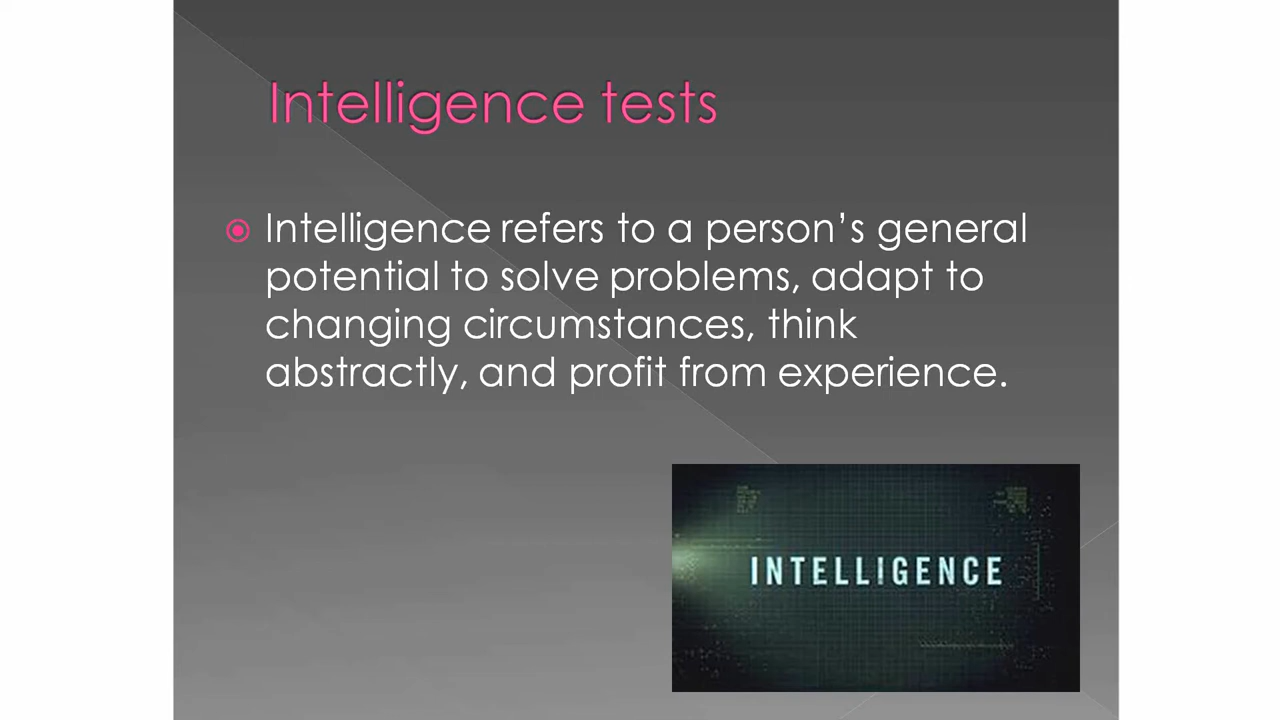 Intelligence tests
Intelligence refers to a person’s general
potential to solve problems, adapt to
changing circumstances, think
abstractly, and profit from experience.
INTELLIGENCE